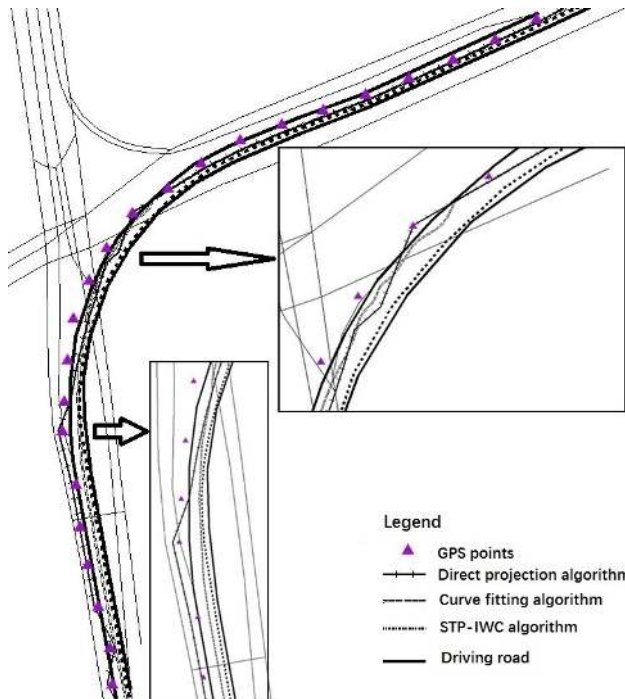 Legend
GPS points
Direct projection algorithm
Curve fitting algorithm
STP-IWC algorithm
Driving road